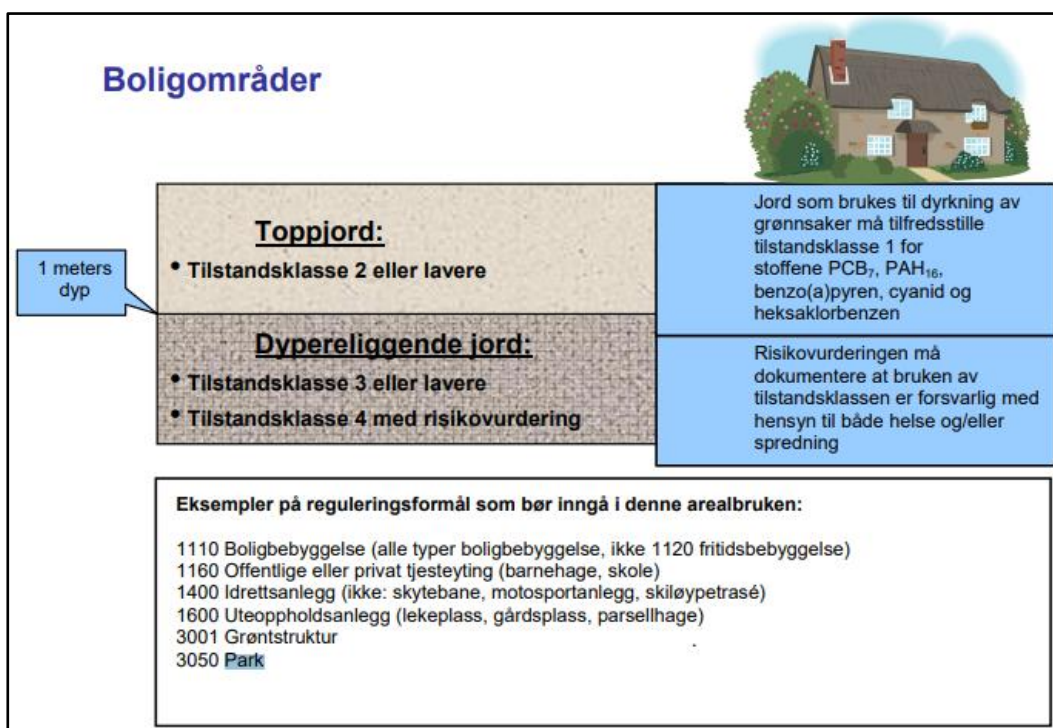 Boligområder
Toppjord:
• Tilstandsklasse 2 eller lavere
Jord som brukes til dyrkning av
grønnsaker må tilfredsstille
tilstandsklasse 1 for
stoffene PCB₇, PAH₁₆,
benzo(a)pyren, cyanid og
heksaklorbenzen
1 meters
dyp
Dypereliggende jord:
• Tilstandsklasse 3 eller lavere
• Tilstandsklasse 4 med risikovurdering
Risikovurderingen må
dokumentere at bruken av
tilstandsklassen er forsvarlig med
hensyn til både helse og/eller
spredning
Eksempler på reguleringsformål som bør inngå i denne arealbruken:
1110 Boligbebyggelse (alle typer boligbebyggelse, ikke 1120 fritidsbebyggelse)
1160 Offentlige eller privat tjesteyting (barnehage, skole)
1400 Idrettsanlegg (ikke: skytebane, motosportanlegg, skiløypetrasé)
1600 Uteoppholdsanlegg (lekeplass, gårdsplass, parsellhage)
3001 Grøntstruktur
3050 Park